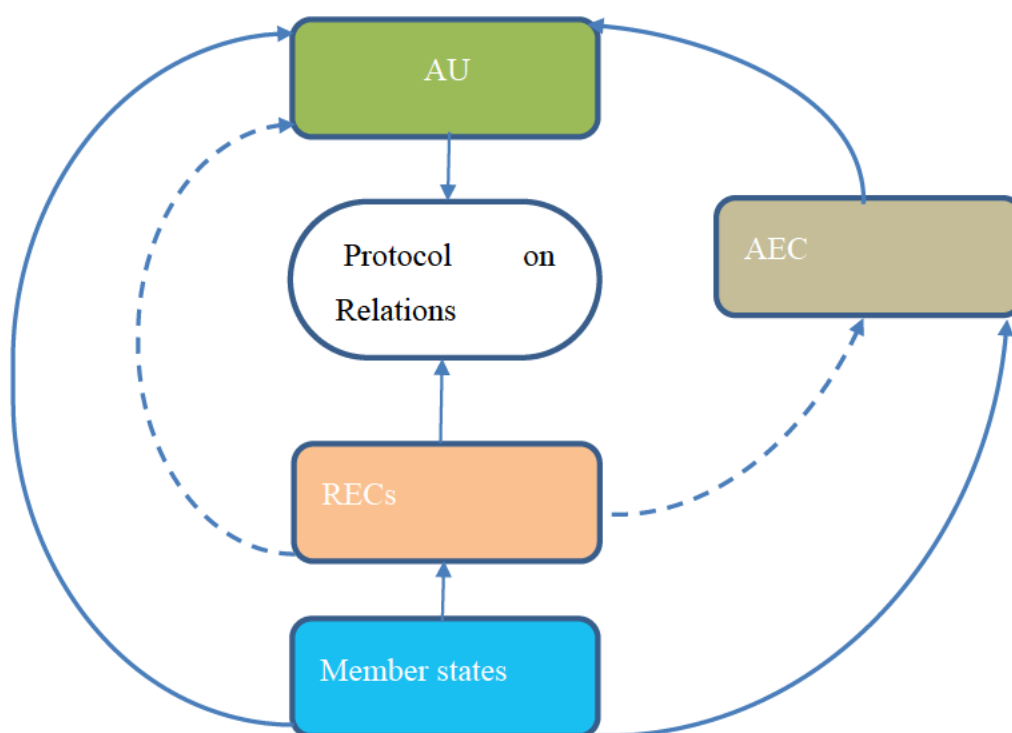 AU
Protocol on
Relations
AEC
RECs
Member states